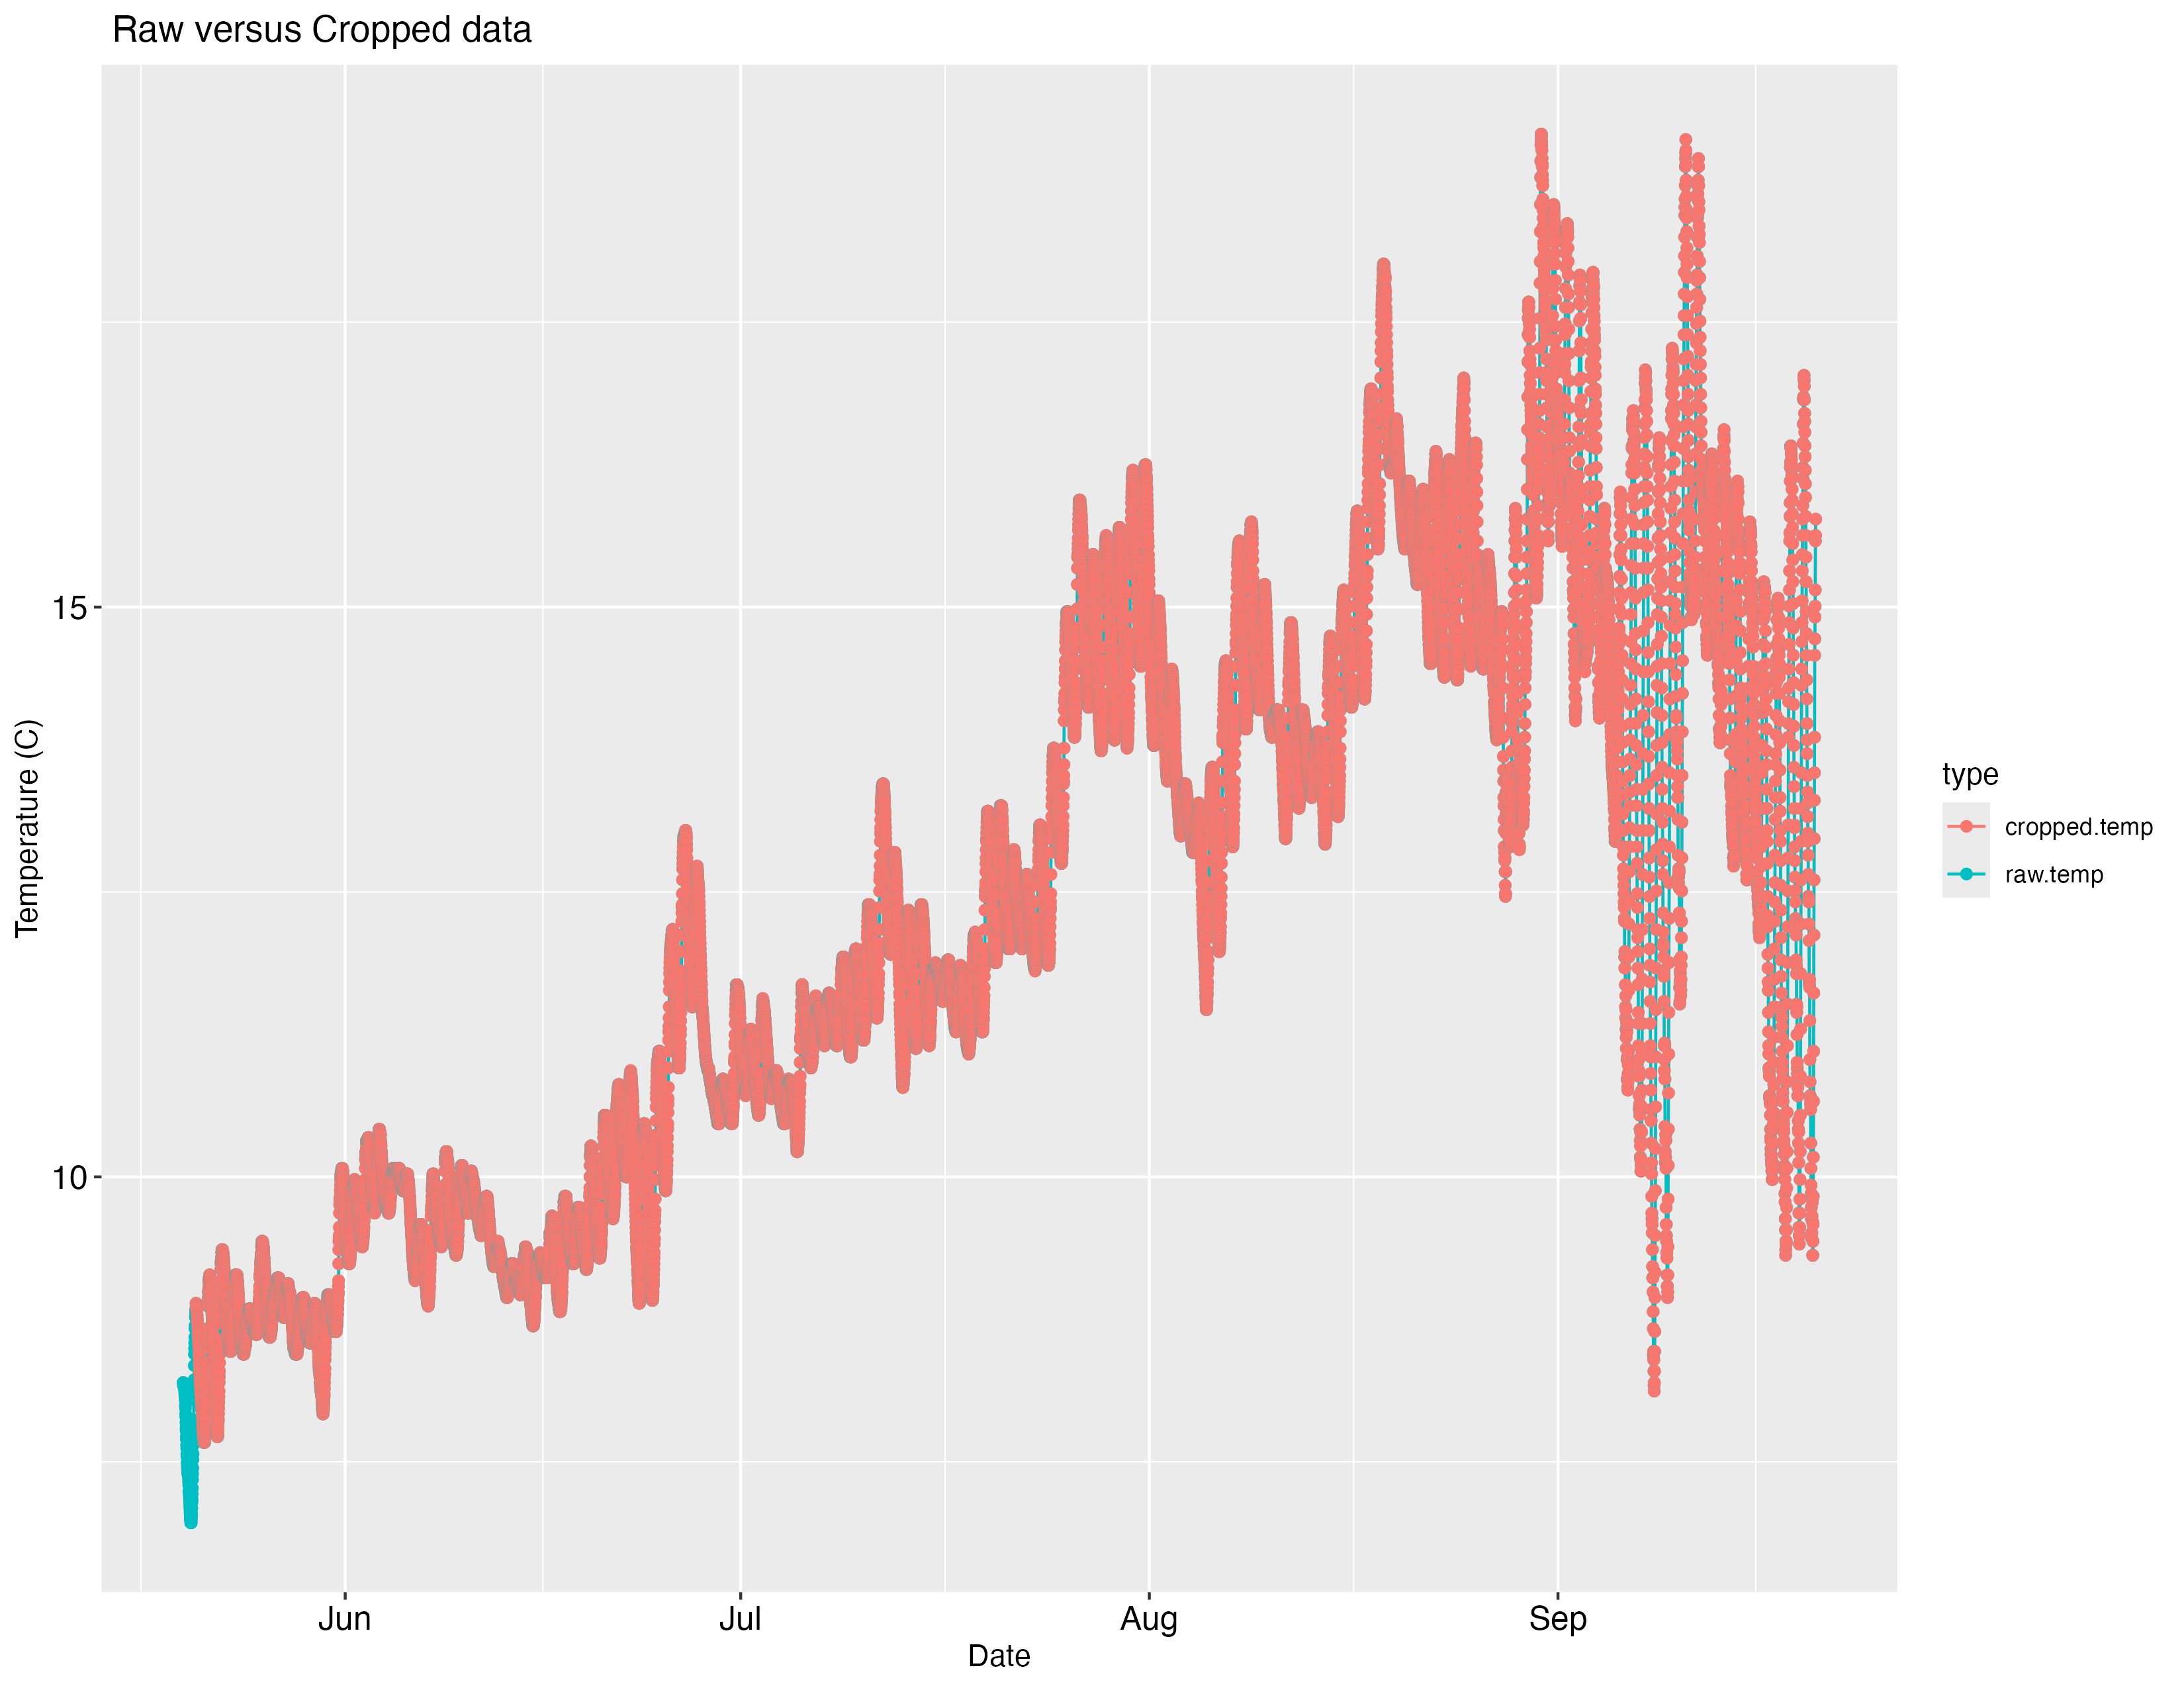 Raw versus Cropped data
Temperature (C)
15
10
Jun
Jul
Aug
Sep
Date
type
cropped.temp
raw.temp